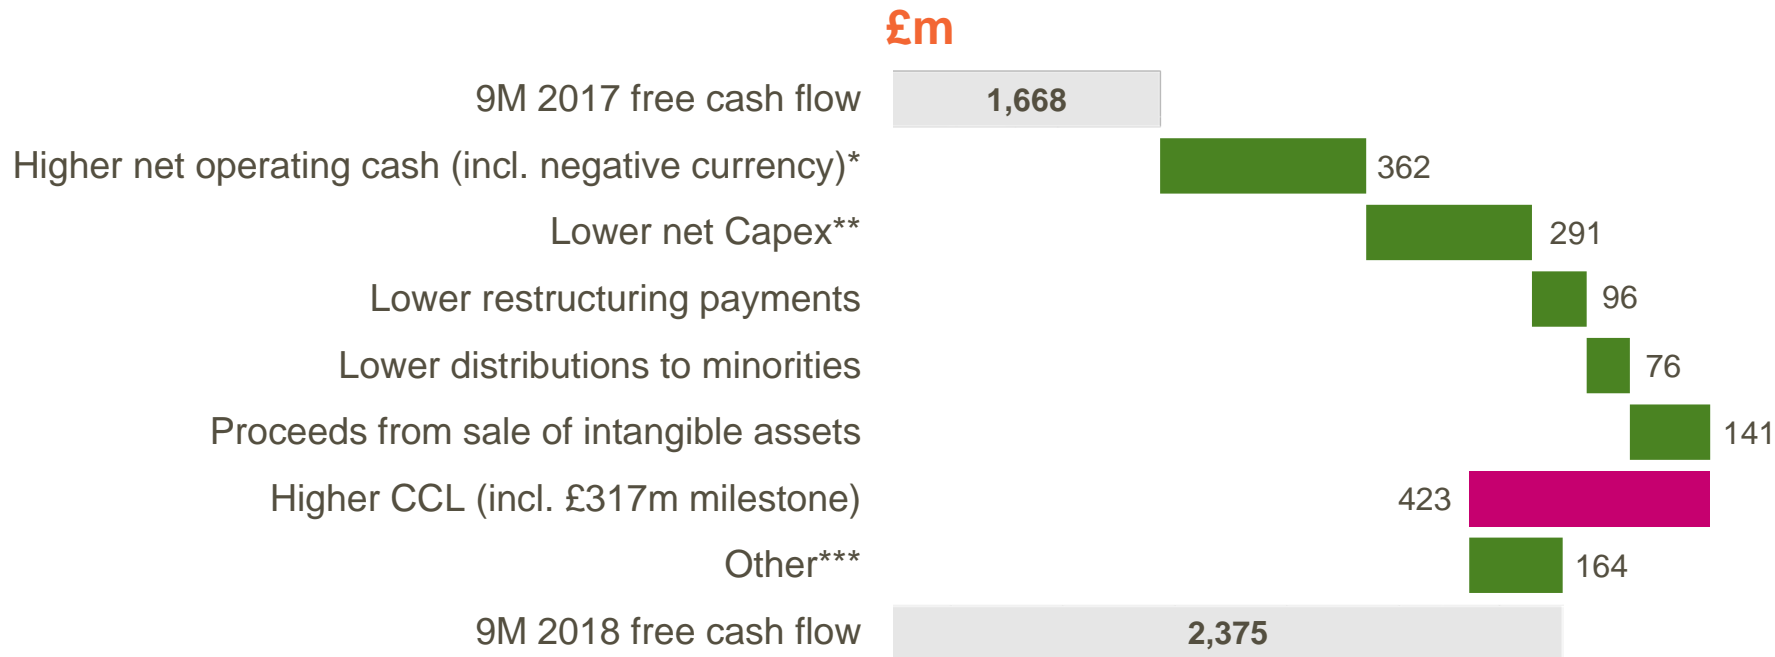 £m
9M 2017 free cash flow 1,668
Higher net operating cash (incl. negative currency)* 362
Lower net Capex** 291
Lower restructuring payments 96
Lower distributions to minorities 76
Proceeds from sale of intangible assets 141
Higher CCL (incl. £317m milestone) 423
Other*** 164
9M 2018 free cash flow 2,375